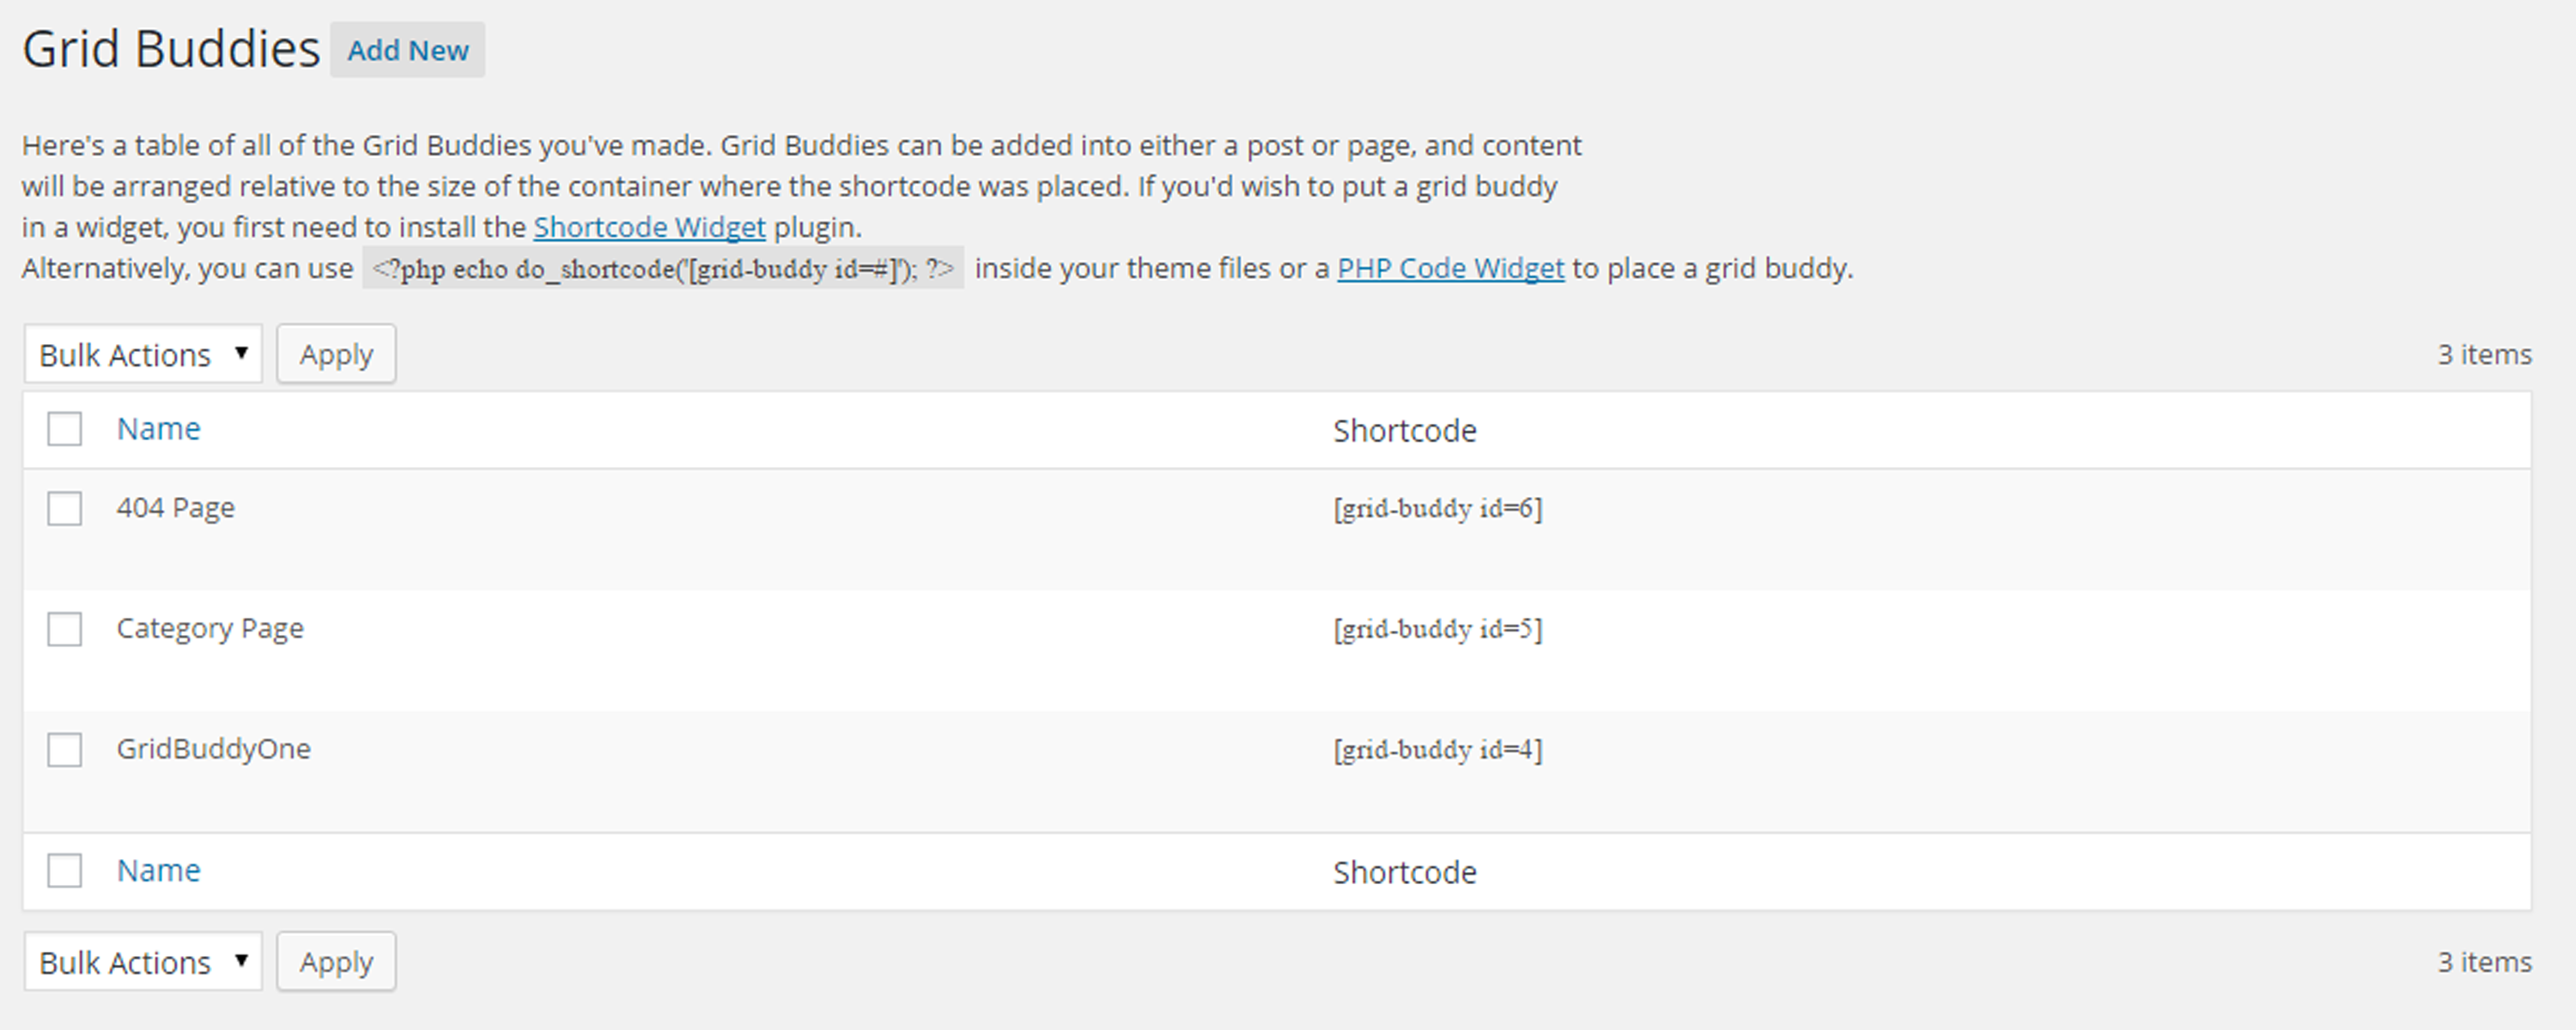 Grid Buddies Add New
Here's a table of all of the Grid Buddies you've made. Grid Buddies can be added into either a post or page, and content
will be arranged relative to the size of the container where the shortcode was placed. If you'd wish to put a grid buddy
in a widget, you first need to install the Shortcode Widget plugin.
Alternatively, you can use <?php echo do_shortcode('[grid-buddy id=#]'); ?> inside your theme files or a PHP Code Widget to place a grid buddy.
Bulk Actions Apply 3 items
Name Shortcode
404 Page [grid-buddy id=6]
Category Page [grid-buddy id=5]
GridBuddyOne [grid-buddy id=4]
Name Shortcode
Bulk Actions Apply 3 items